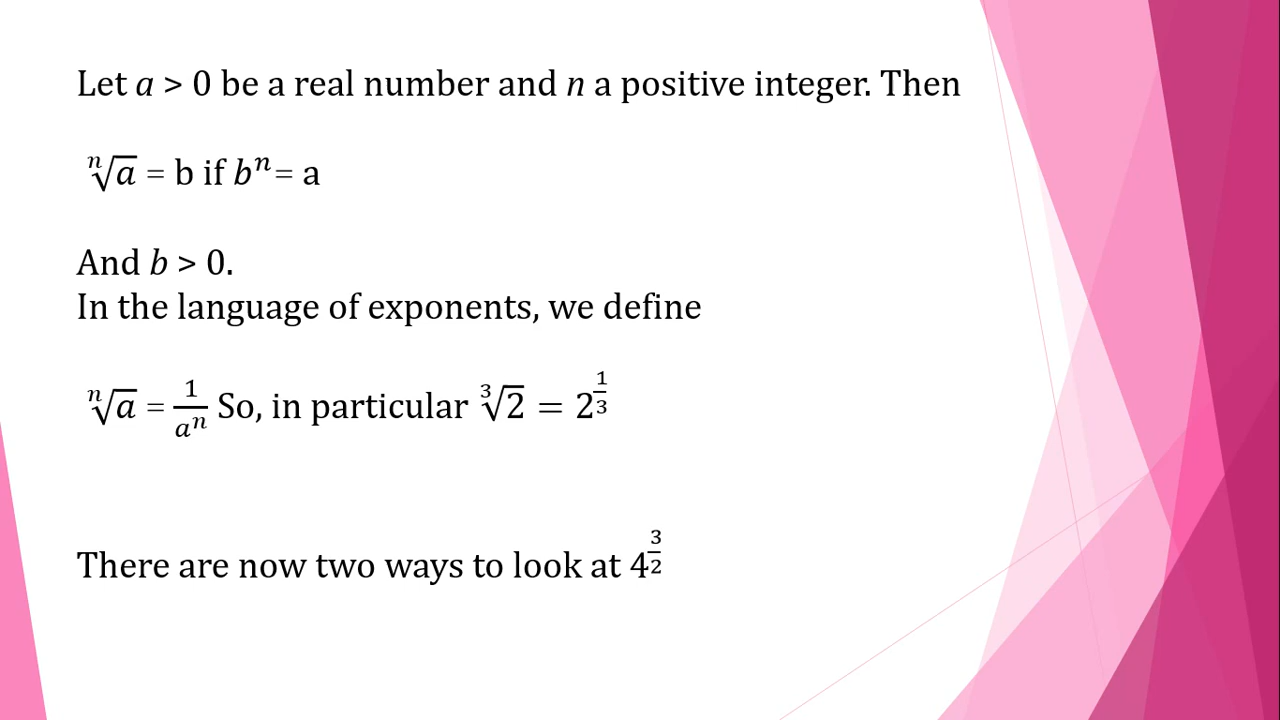 Let a > 0 be a real number and n a positive integer. Then
ⁿ√a = b if bⁿ= a
And b > 0.
In the language of exponents, we define
ⁿ√a = 1/aⁿ So, in particular ³√2 = 2^(1/3)
There are now two ways to look at 4^(3/2)